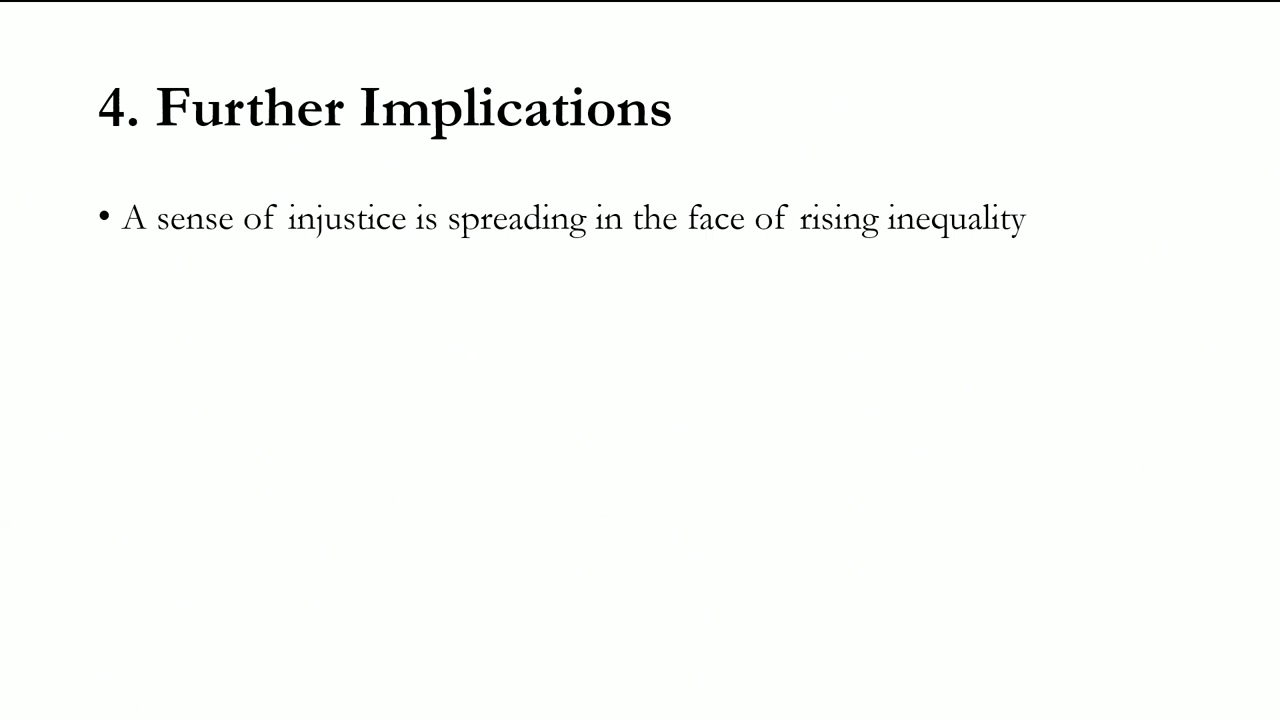 4. Further Implications
• A sense of injustice is spreading in the face of rising inequality